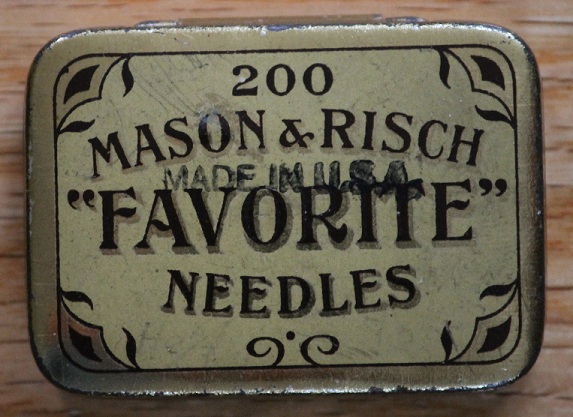 200
MASON & RISCH
MADE IN U.S.A.
"FAVORITE"
NEEDLES